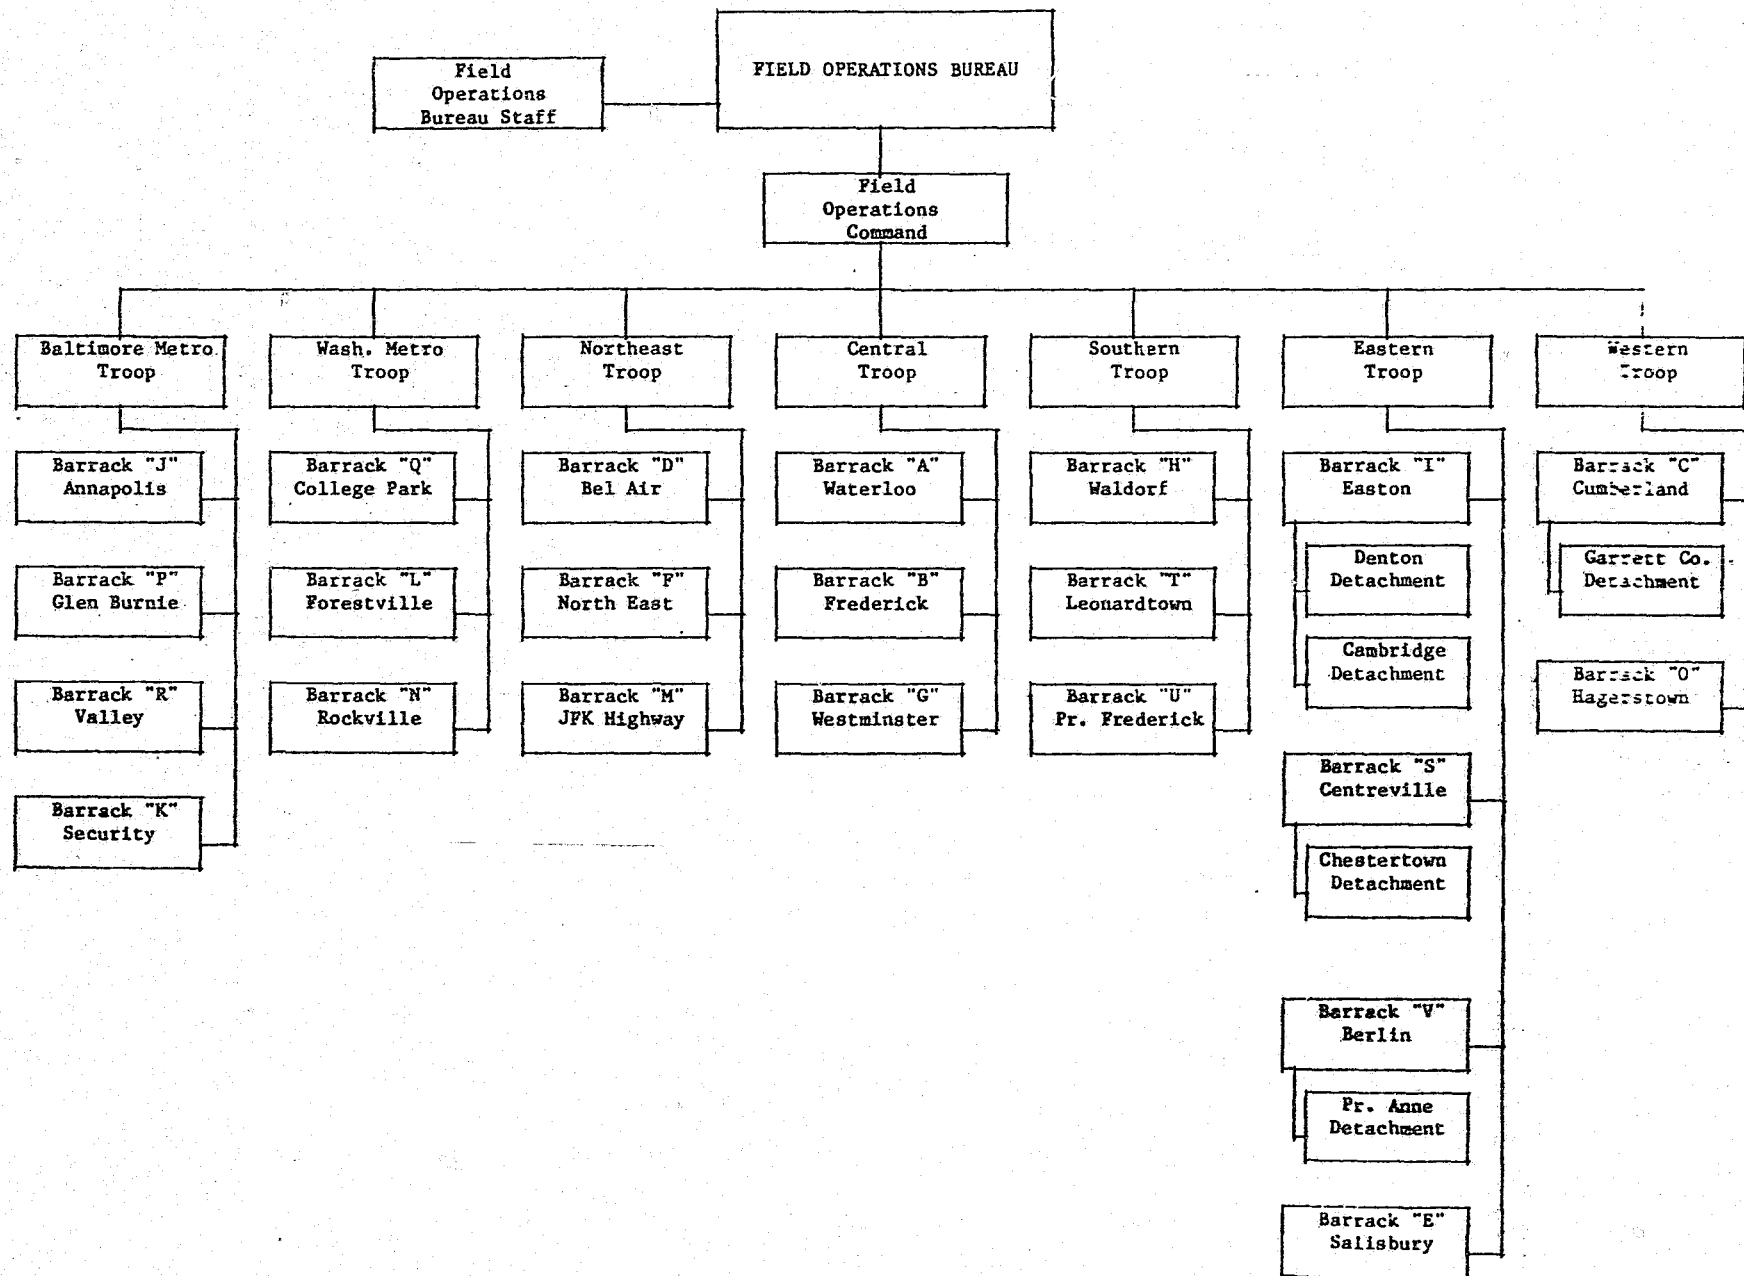 FIELD OPERATIONS BUREAU
Field
Operations
Bureau Staff
Field
Operations
Command
Baltimore Metro
Troop
Wash. Metro
Troop
Northeast
Troop
Central
Troop
Southern
Troop
Eastern
Troop
Western
Troop
Barrack "J"
Annapolis
Barrack "P"
Glen Burnie
Barrack "R"
Valley
Barrack "K"
Security
Barrack "Q"
College Park
Barrack "L"
Forestville
Barrack "N"
Rockville
Barrack "D"
Bel Air
Barrack "F"
North East
Barrack "M"
JFK Highway
Barrack "A"
Waterloo
Barrack "B"
Frederick
Barrack "G"
Westminster
Barrack "H"
Waldorf
Barrack "T"
Leonardtown
Barrack "U"
Pr. Frederick
Barrack "I"
Easton
Denton
Detachment
Cambridge
Detachment
Barrack "S"
Centreville
Chestertown
Detachment
Barrack "V"
Berlin
Pr. Anne
Detachment
Barrack "E"
Salisbury
Barrack "C"
Cumberland
Garrett Co.
Detachment
Barrack "O"
Hagerstown